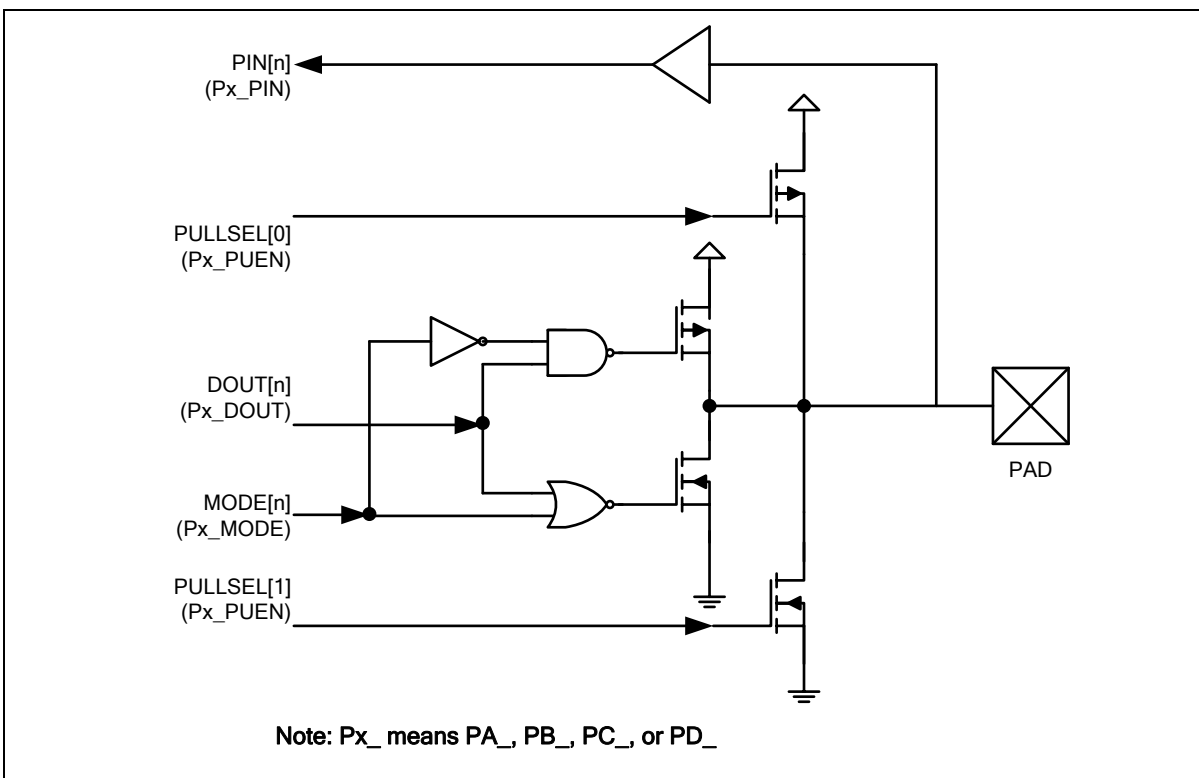 PIN[n]
(Px_PIN)
PULLSEL[0]
(Px_PUEN)
DOUT[n]
(Px_DOUT)
MODE[n]
(Px_MODE)
PULLSEL[1]
(Px_PUEN)
PAD
Note: Px_ means PA_, PB_, PC_, or PD_